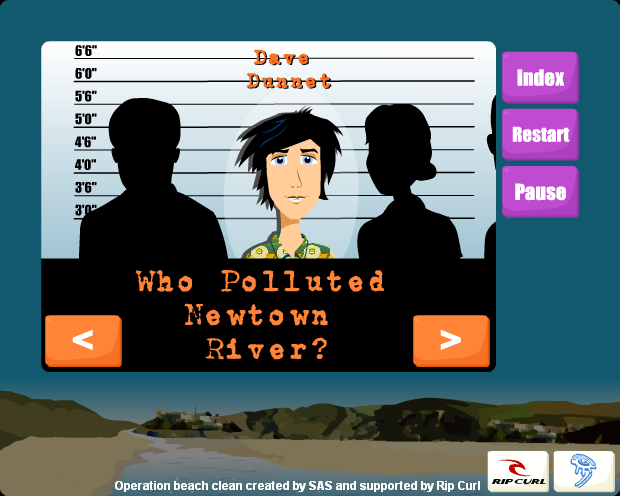 6'6"
6'0"
5'6"
5'0"
4'6"
4'0"
3'6"
3'0"
Dave
Dunnet
Index
Restart
Pause
Who Polluted
Newtown
River?
<
>
Operation beach clean created by SAS and supported by Rip Curl
RIP CURL